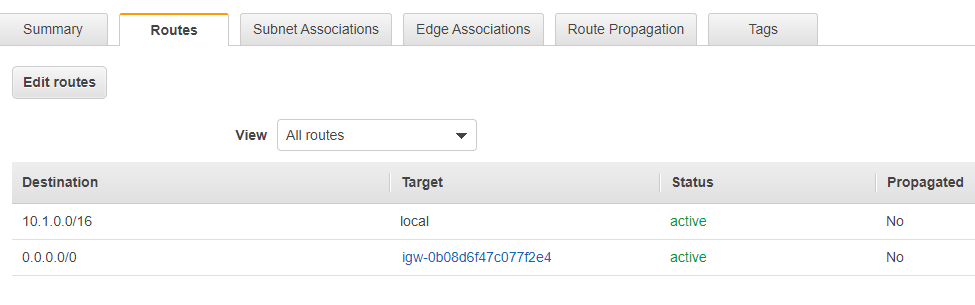 Summary Routes Subnet Associations Edge Associations Route Propagation Tags
Edit routes
View All routes
Destination Target Status Propagated
10.1.0.0/16 local active No
0.0.0.0/0 igw-0b08d6f47c077f2e4 active No